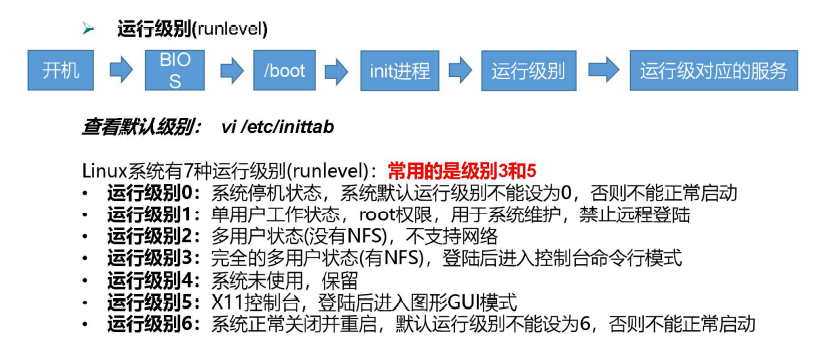 ➤ 运行级别(runlevel)
开机
BIO
S
/boot
init进程
运行级别
运行级对应的服务
查看默认级别： vi /etc/inittab
Linux系统有7种运行级别(runlevel)：常用的是级别3和5
• 运行级别0：系统停机状态，系统默认运行级别不能设为0，否则不能正常启动
• 运行级别1：单用户工作状态，root权限，用于系统维护，禁止远程登陆
• 运行级别2：多用户状态(没有NFS)，不支持网络
• 运行级别3：完全的多用户状态(有NFS)，登陆后进入控制台命令行模式
• 运行级别4：系统未使用，保留
• 运行级别5：X11控制台，登陆后进入图形GUI模式
• 运行级别6：系统正常关闭并重启，默认运行级别不能设为6，否则不能正常启动